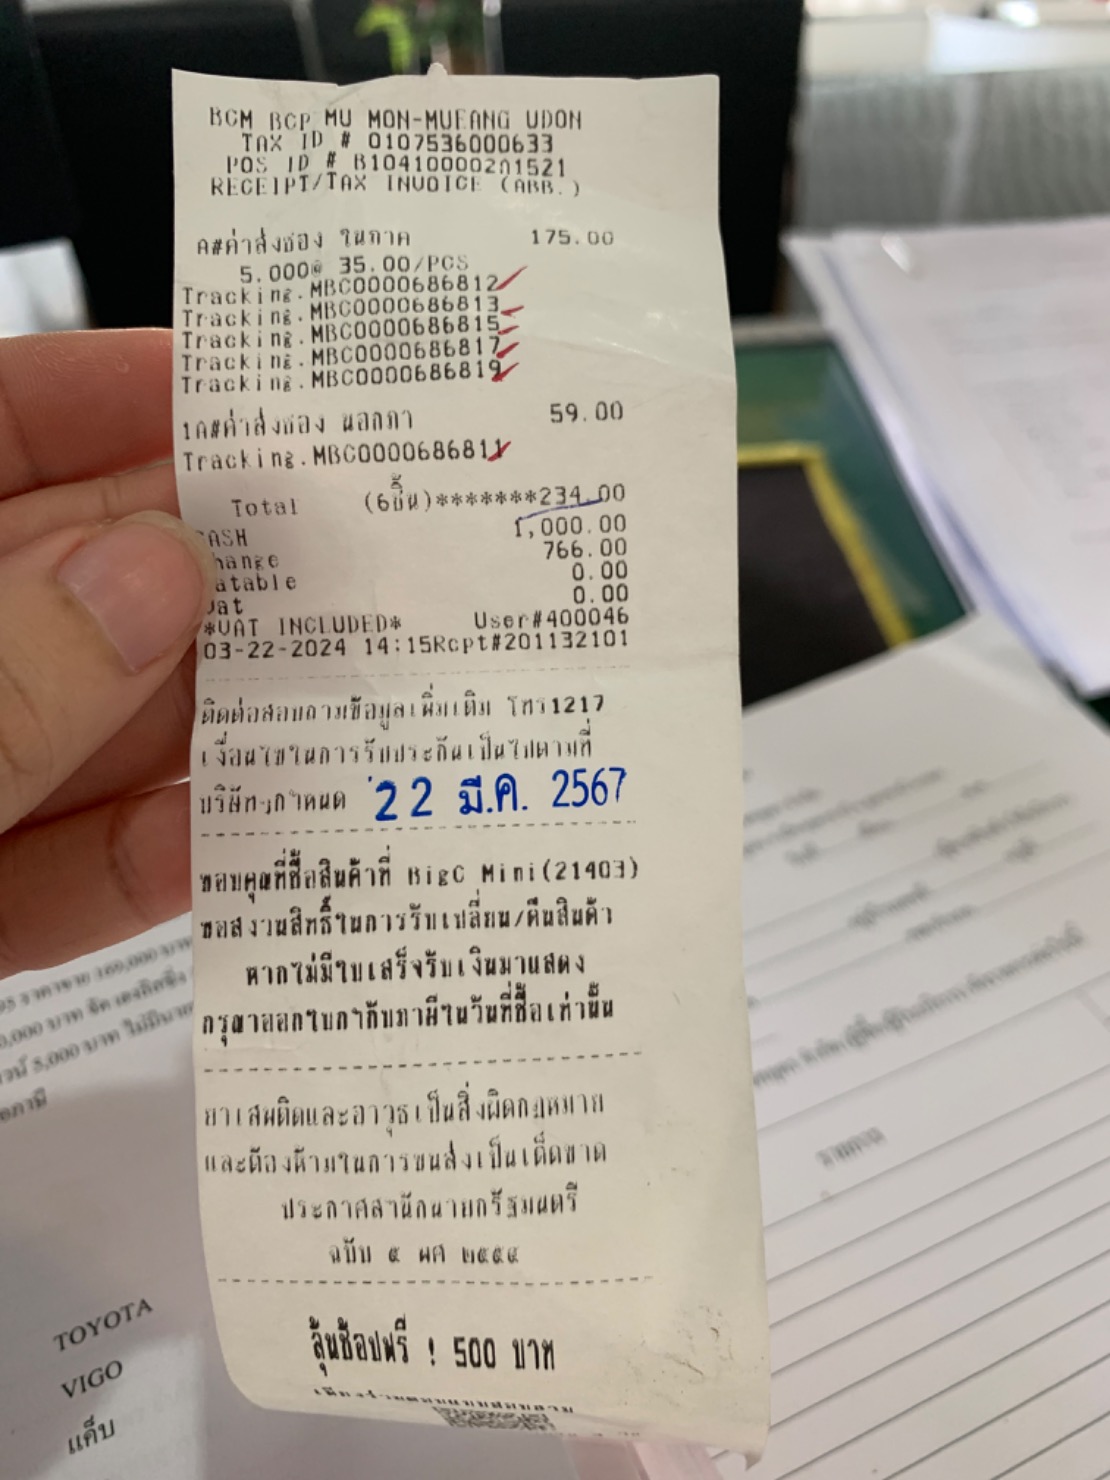 BCM BCP MU MON-MUEANG UDON
TAX ID # 0107536000633
POS ID # B10410000201521
RECEIPT/TAX INVOICE (ABB.)
A#ค่าส่งซอง ในภาค 175.00
5.000@ 35.00/PCS
Tracking.MBC0000686812
Tracking.MBC0000686813
Tracking.MBC0000686815
Tracking.MBC0000686817
Tracking.MBC0000686819
1A#ค่าส่งซอง นอกภา 59.00
Tracking.MBC0000686811
Total (6ชิ้น)*******234.00
CASH 1,000.00
Change 766.00
atable 0.00
Vat 0.00
*VAT INCLUDED* User#400046
03-22-2024 14:15Rcpt#201132101
ติดต่อสอบถามข้อมูลเพิ่มเติม โทร1217
เงื่อนไขในการรับประกันเป็นไปตามที่
บริษัทฯกำหนด 22 มี.ค. 2567
ขอบคุณที่ซื้อสินค้าที่ BigC Mini(21403)
ขอสงวนสิทธิ์ในการรับเปลี่ยน/คืนสินค้า
หากไม่มีใบเสร็จรับเงินมาแสดง
กรุณาออกใบกำกับภาษีในวันที่ซื้อเท่านั้น
ยาเสพติดและอาวุธเป็นสิ่งผิดกฎหมาย
และต้องห้ามในการขนส่งเป็นเด็ดขาด
ประกาศสำนักนายกรัฐมนตรี
ฉบับ ๕ พศ ๒๕๕๕
ลุ้นช้อปฟรี ! 500 บาท
TOYOTA
VIGO
แค็บ